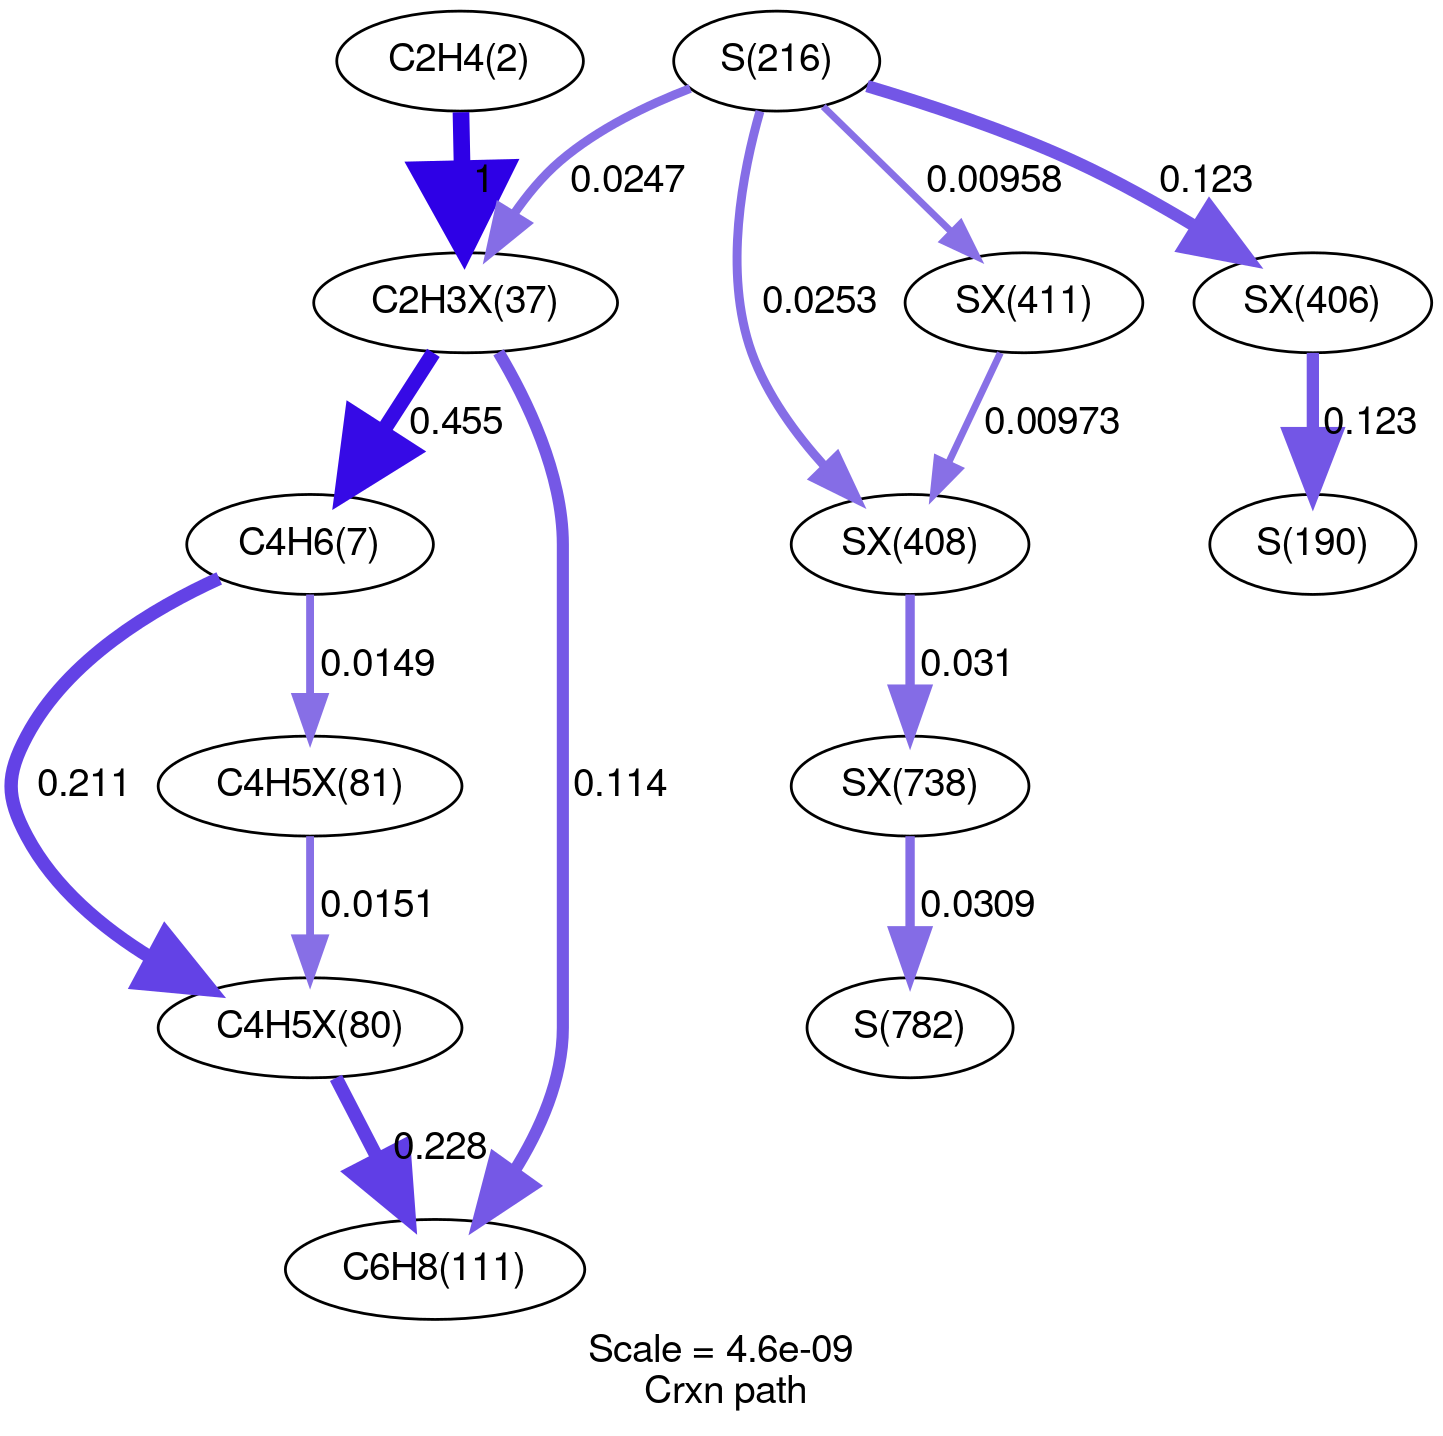 C2H4(2)
S(216)
1
0.0247
0.00958
0.123
C2H3X(37)
0.0253
SX(411)
SX(406)
0.455
0.00973
0.123
C4H6(7)
SX(408)
S(190)
0.0149
0.031
0.211
C4H5X(81)
0.114
SX(738)
0.0151
0.0309
C4H5X(80)
S(782)
0.228
C6H8(111)
Scale = 4.6e-09
Crxn path